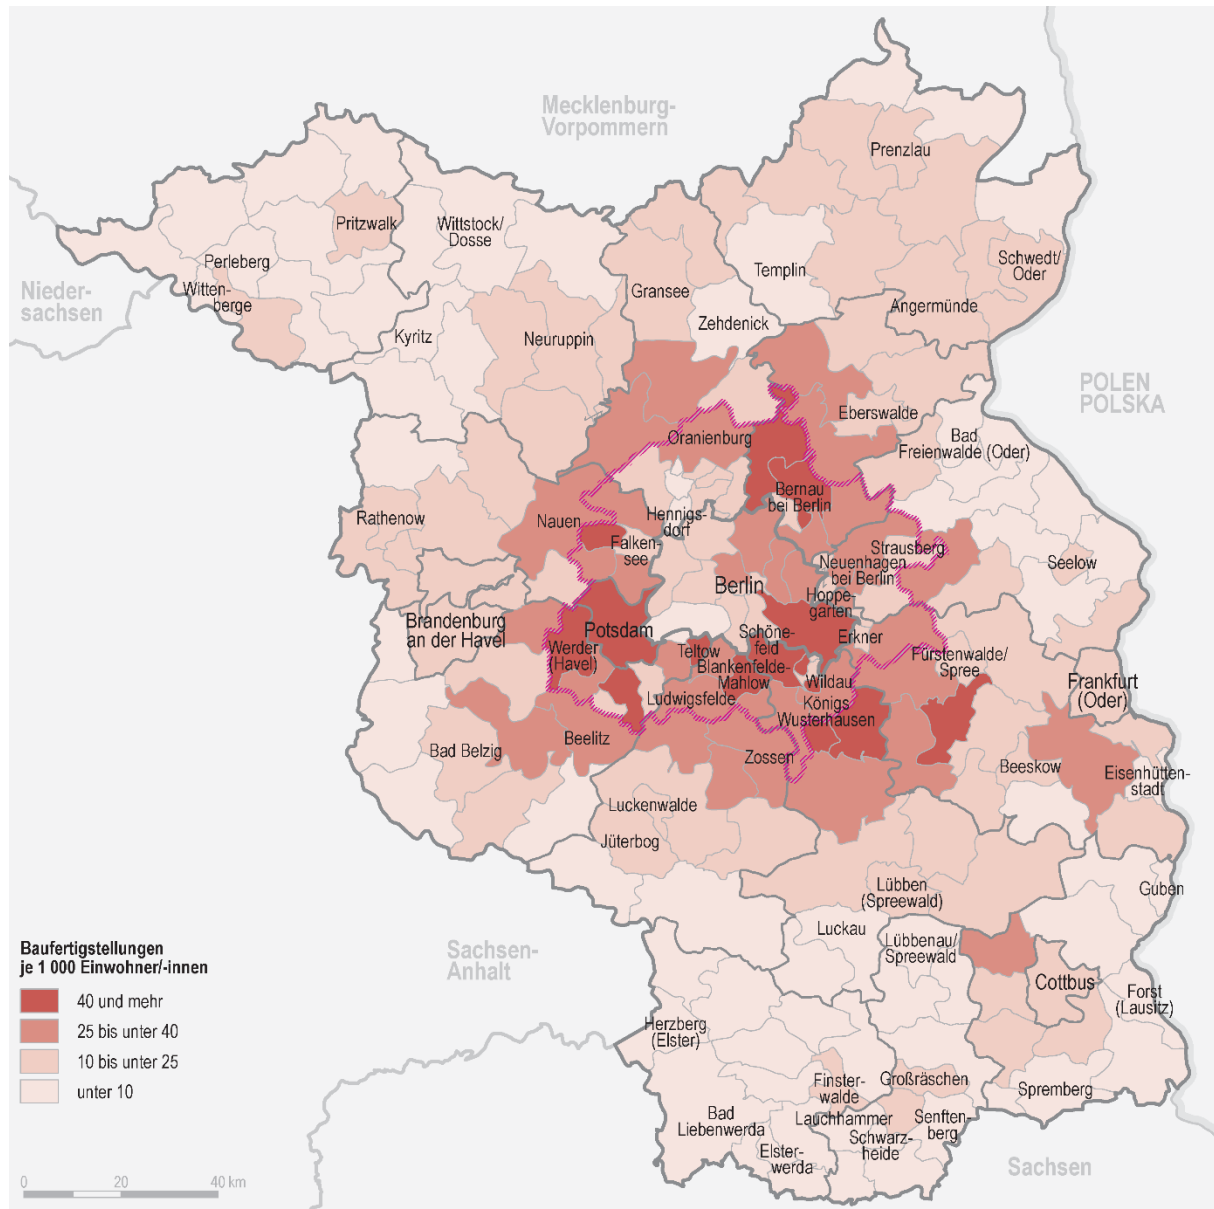 Mecklenburg-
Vorpommern
Prenzlau
Pritzwalk
Wittstock/
Dosse
Perleberg
Witten-
berge
Schwedt/
Oder
Templin
Nieder-
sachsen
Gransee
Angermünde
Zehdenick
Kyritz
Neuruppin
POLEN
POLSKA
Eberswalde
Oranienburg
Bad
Freienwalde (Oder)
Bernau
bei Berlin
Rathenow
Nauen
Hennigs-
dorf
Falken-
see
Strausberg
Neuenhagen
bei Berlin
Seelow
Berlin
Hoppe-
garten
Brandenburg
an der Havel
Potsdam
Schöne-
feld
Erkner
Werder
(Havel)
Teltow
Blankenfelde-
Mahlow
Fürstenwalde/
Spree
Wildau
Frankfurt
(Oder)
Ludwigsfelde
Königs
Wusterhausen
Beelitz
Bad Belzig
Zossen
Beeskow
Eisenhütten-
stadt
Luckenwalde
Jüterbog
Lübben
(Spreewald)
Guben
Luckau
Lübbenau/
Spreewald
Baufertigstellungen
je 1 000 Einwohner/-innen
40 und mehr
25 bis unter 40
10 bis unter 25
unter 10
Sachsen-
Anhalt
Cottbus
Forst
(Lausitz)
Herzberg
(Elster)
Finster-
walde
Großräschen
Spremberg
Bad
Liebenwerda
Lauchhammer
Senften-
berg
Schwarz-
heide
Elster-
werda
Sachsen
0 20 40 km